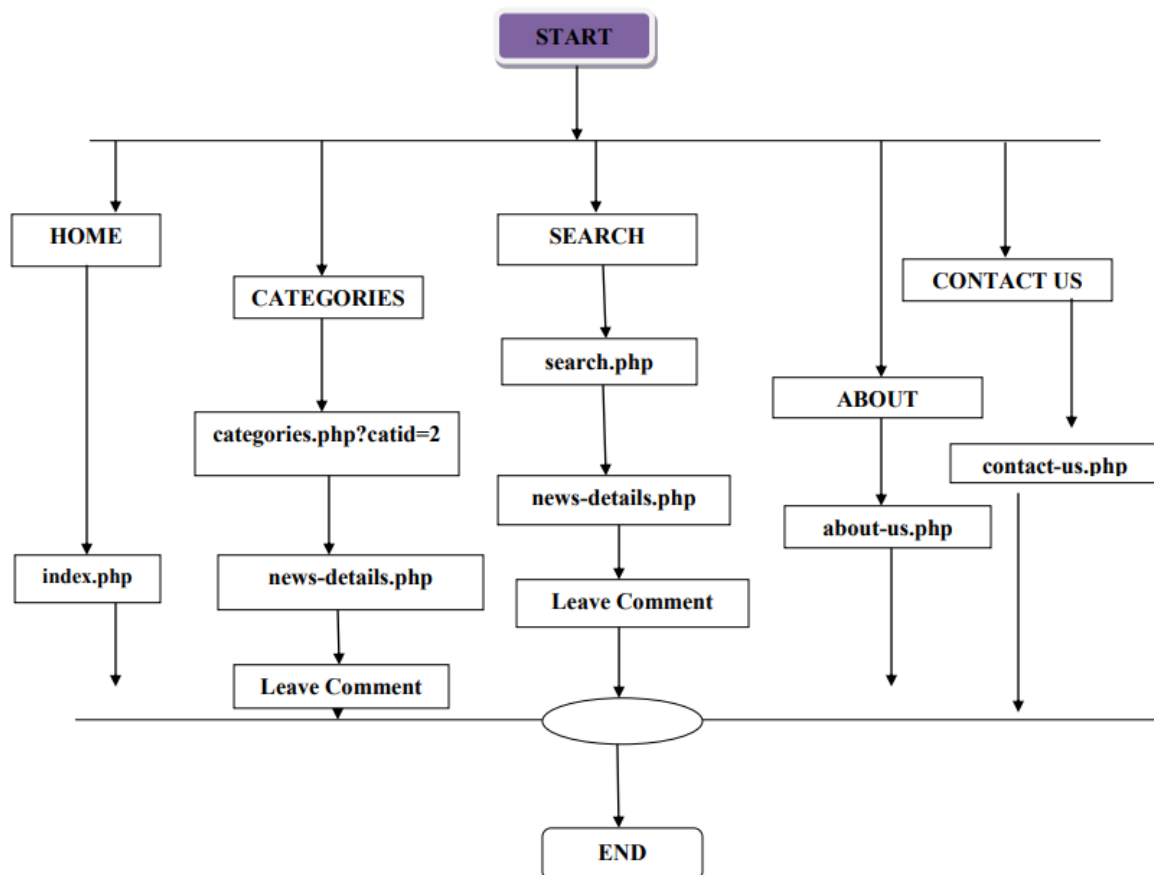 START
HOME
SEARCH
CATEGORIES
CONTACT US
search.php
ABOUT
categories.php?catid=2
contact-us.php
news-details.php
about-us.php
index.php
news-details.php
Leave Comment
Leave Comment
END